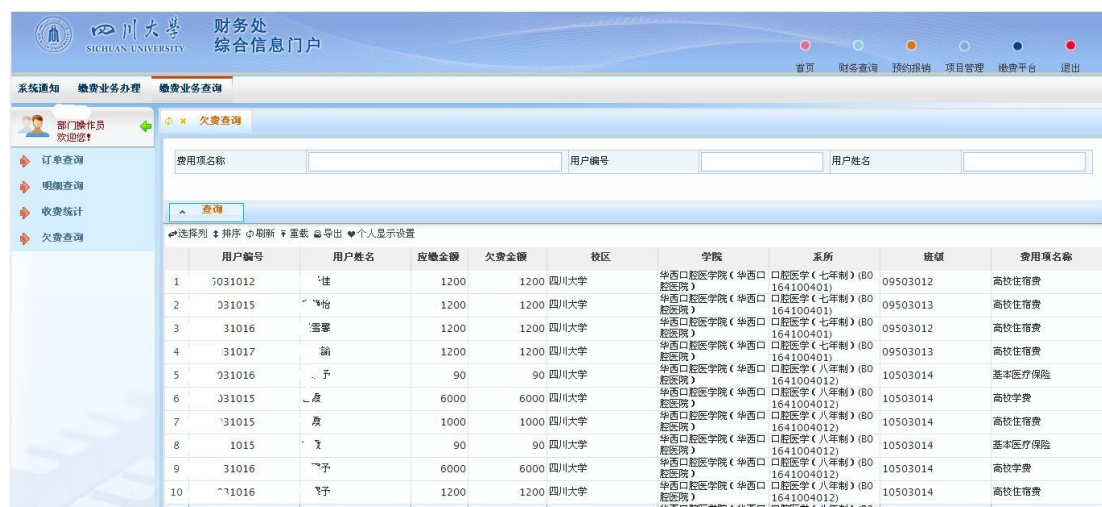 四川大学 财务处
SICHUAN UNIVERSITY 综合信息门户
首页 财务查询 预约报销 项目管理 缴费平台 退出
系统通知 缴费业务办理 缴费业务查询
部门操作员
欢迎您!
欠费查询
订单查询
明细查询
收费统计
欠费查询
费用项名称 用户编号 用户姓名
查询
选择列 排序 刷新 重载 导出 个人显示设置
用户编号 用户姓名 应缴金额 欠费金额 校区 学院 系所 班级 费用项名称
1 031012 佳 1200 1200 四川大学 华西口腔医学院(华西口腔医院) 口腔医学(七年制)(B0164100401) 09503012 高校住宿费
2 031015 怡 1200 1200 四川大学 华西口腔医学院(华西口腔医院) 口腔医学(七年制)(B0164100401) 09503013 高校住宿费
3 31016 雪 1200 1200 四川大学 华西口腔医学院(华西口腔医院) 口腔医学(七年制)(B0164100401) 09503012 高校住宿费
4 31017 1200 1200 四川大学 华西口腔医学院(华西口腔医院) 口腔医学(七年制)(B0164100401) 09503013 高校住宿费
5 031016 予 90 90 四川大学 华西口腔医学院(华西口腔医院) 口腔医学(八年制)(B01641004012) 10503014 基本医疗保险
6 031015 6000 6000 四川大学 华西口腔医学院(华西口腔医院) 口腔医学(八年制)(B01641004012) 10503014 高校学费
7 31015 1000 1000 四川大学 华西口腔医学院(华西口腔医院) 口腔医学(八年制)(B01641004012) 10503014 高校住宿费
8 1015 90 90 四川大学 华西口腔医学院(华西口腔医院) 口腔医学(八年制)(B01641004012) 10503014 基本医疗保险
9 31016 予 6000 6000 四川大学 华西口腔医学院(华西口腔医院) 口腔医学(八年制)(B01641004012) 10503014 高校学费
10 31016 予 1200 1200 四川大学 华西口腔医学院(华西口腔医院) 口腔医学(八年制)(B01641004012) 10503014 高校住宿费